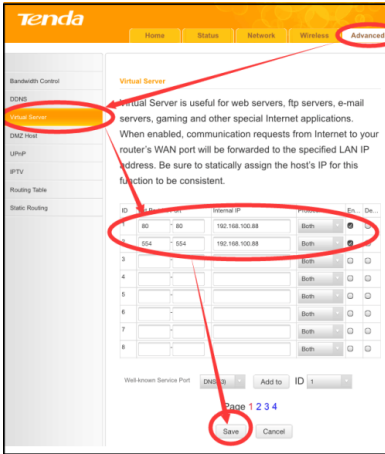 Tenda
Home Status Network Wireless Advanced
Bandwidth Control
DDNS
Virtual Server
DMZ Host
UPnP
IPTV
Routing Table
Static Routing
Virtual Server
Virtual Server is useful for web servers, ftp servers, e-mail
servers, gaming and other special Internet applications.
When enabled, communication requests from Internet to your
router's WAN port will be forwarded to the specified LAN IP
address. Be sure to statically assign the host's IP for this
function to be consistent.
ID Internal IP En... De...
1 80 - 80 192.168.100.88 Both
554 - 554 192.168.100.88 Both
3 - Both
4 - Both
5 - Both
6 - Both
7 - Both
8 - Both
Well-known Service Port Add to ID 1
Page 1 2 3 4
Save Cancel